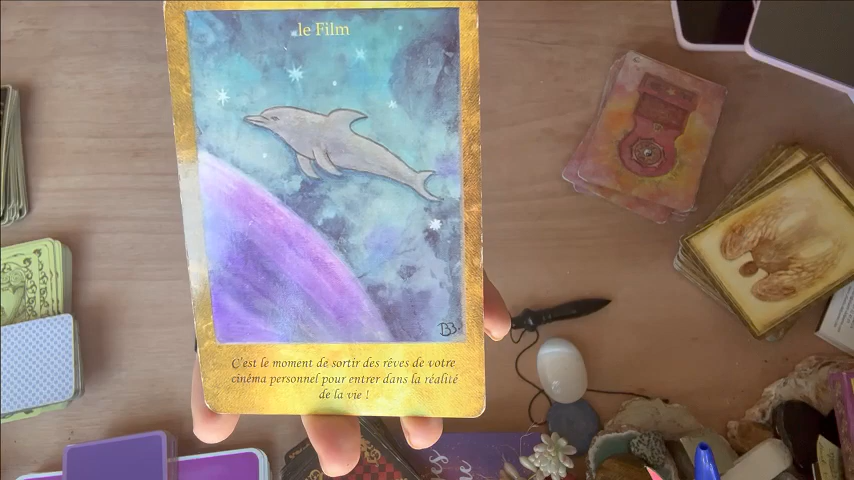 le Film
BB.
C'est le moment de sortir des rêves de votre
cinéma personnel pour entrer dans la réalité
de la vie !